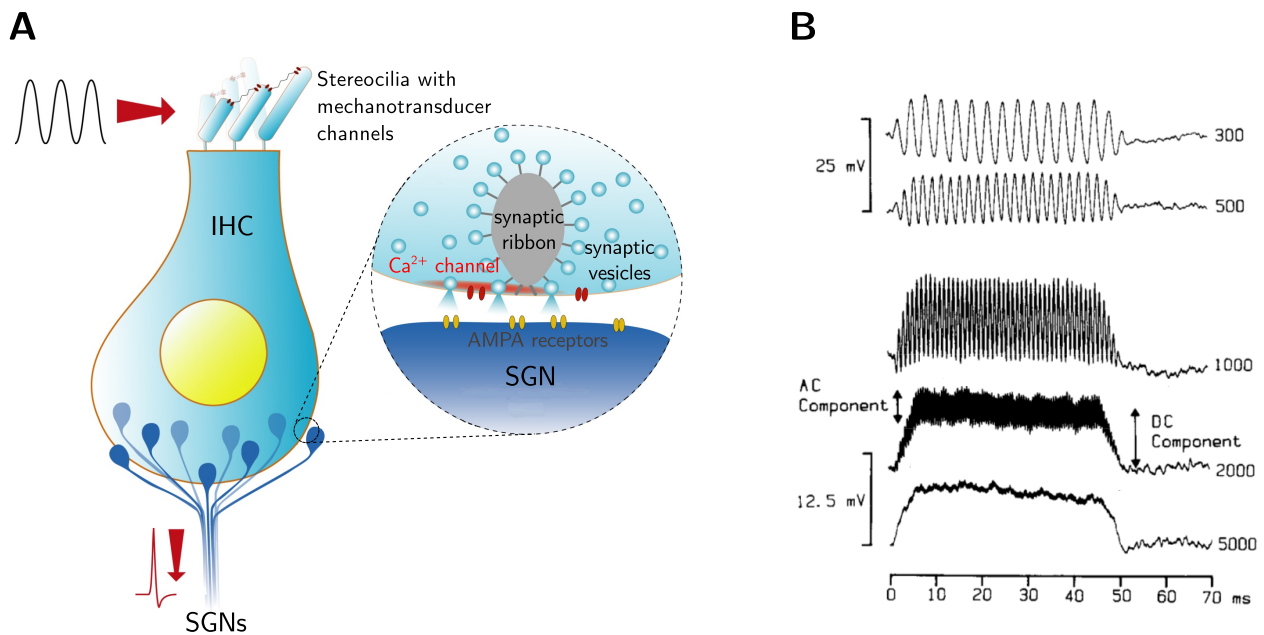 A
Stereocilia with
mechanotransducer
channels
IHC
synaptic
ribbon
synaptic
vesicles
Ca²⁺ channel
AMPA receptors
SGN
SGNs
B
300
25 mV
500
1000
AC
Component
DC
Component
2000
12.5 mV
5000
0 10 20 30 40 50 60 70 ms